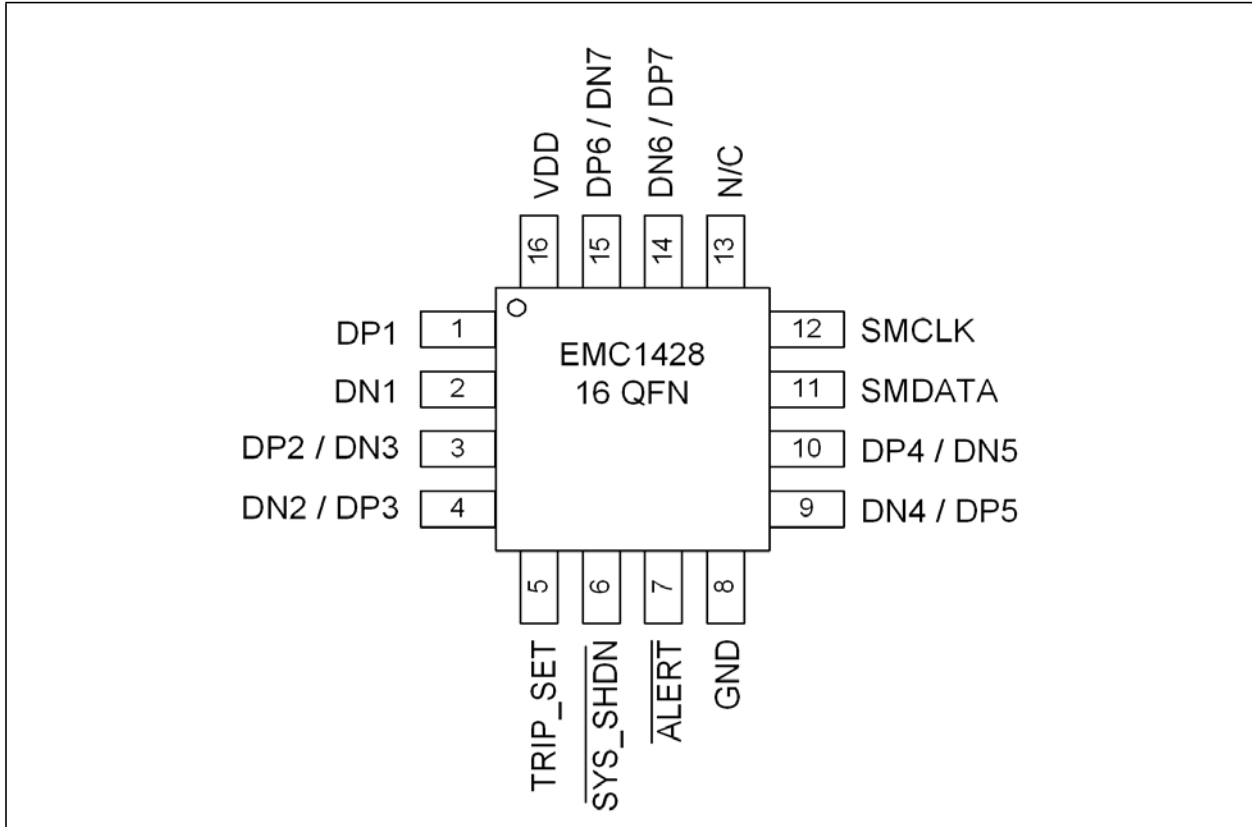 VDD
DP6 / DN7
DN6 / DP7
N/C
16
15
14
13
DP1
1
12
SMCLK
EMC1428
16 QFN
DN1
2
11
SMDATA
DP2 / DN3
3
10
DP4 / DN5
DN2 / DP3
4
9
DN4 / DP5
5
6
7
8
TRIP_SET
SYS_SHDN
ALERT
GND